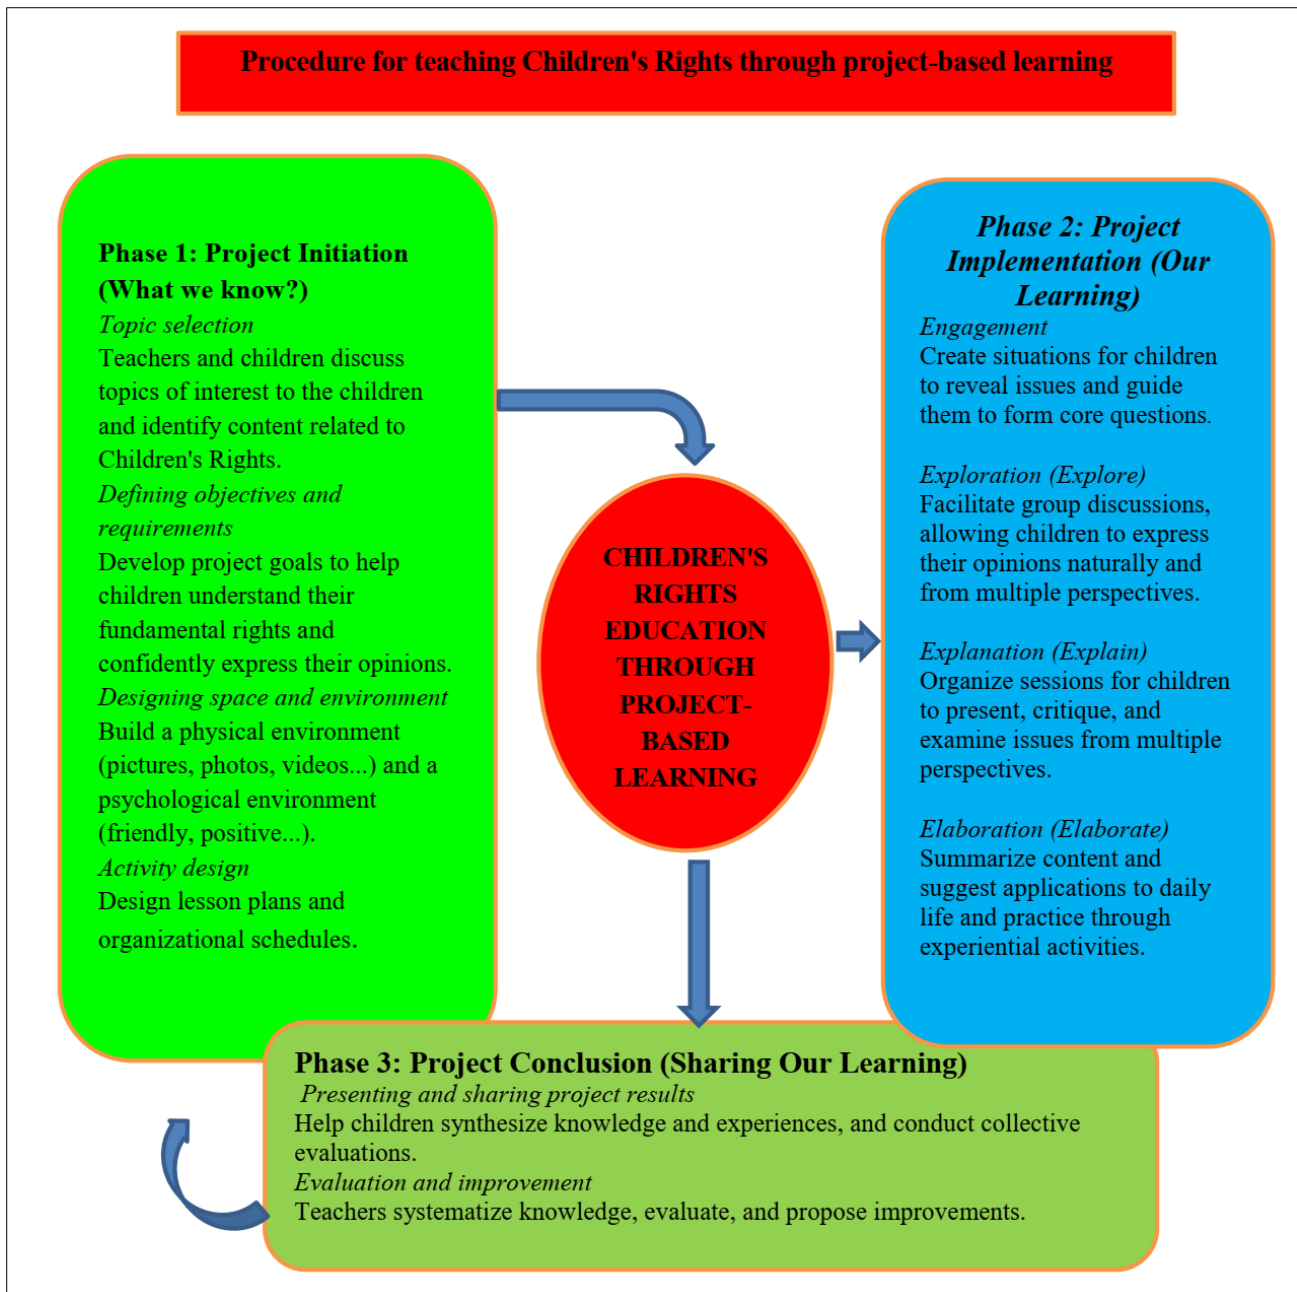 Procedure for teaching Children's Rights through project-based learning
Phase 1: Project Initiation
(What we know?)
Topic selection
Teachers and children discuss
topics of interest to the children
and identify content related to
Children's Rights.
Defining objectives and
requirements
Develop project goals to help
children understand their
fundamental rights and
confidently express their opinions.
Designing space and environment
Build a physical environment
(pictures, photos, videos...) and a
psychological environment
(friendly, positive...).
Activity design
Design lesson plans and
organizational schedules.
CHILDREN'S
RIGHTS
EDUCATION
THROUGH
PROJECT-
BASED
LEARNING
Phase 2: Project
Implementation (Our
Learning)
Engagement
Create situations for children
to reveal issues and guide
them to form core questions.
Exploration (Explore)
Facilitate group discussions,
allowing children to express
their opinions naturally and
from multiple perspectives.
Explanation (Explain)
Organize sessions for children
to present, critique, and
examine issues from multiple
perspectives.
Elaboration (Elaborate)
Summarize content and
suggest applications to daily
life and practice through
experiential activities.
Phase 3: Project Conclusion (Sharing Our Learning)
Presenting and sharing project results
Help children synthesize knowledge and experiences, and conduct collective
evaluations.
Evaluation and improvement
Teachers systematize knowledge, evaluate, and propose improvements.